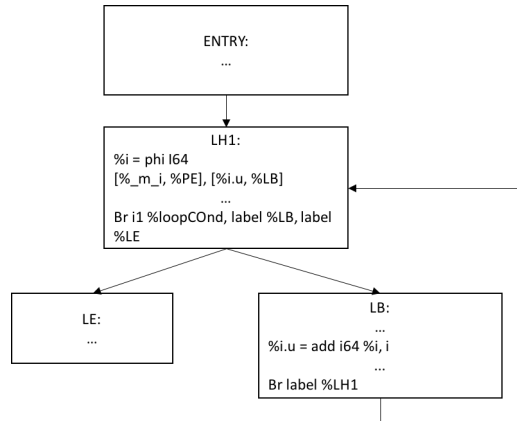 ENTRY:
...
LH1:
%i = phi I64
[%_m_i, %PE], [%i.u, %LB]
...
Br i1 %loopCOnd, label %LB, label
%LE
LE:
...
LB:
...
%i.u = add i64 %i, i
...
Br label %LH1